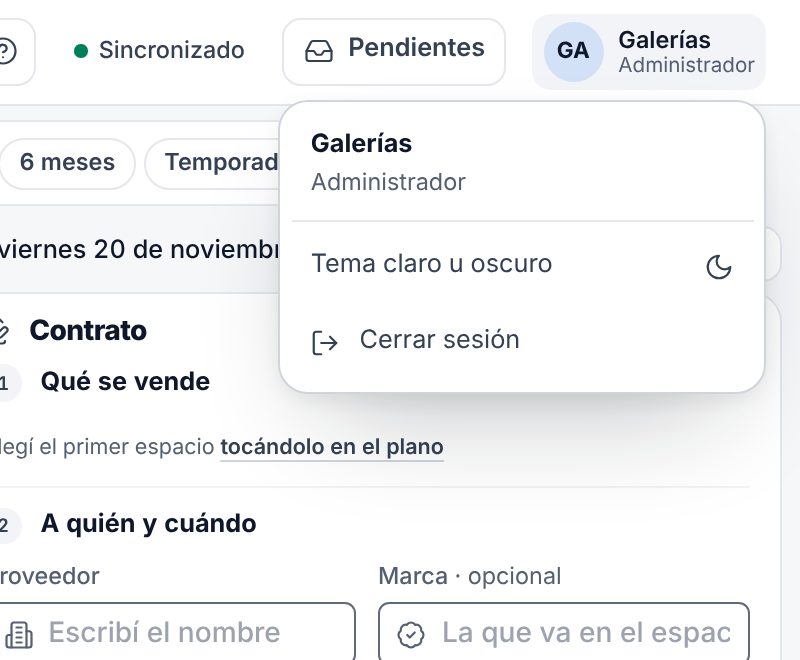 Sincronizado
Pendientes
GA
Galerías
Administrador
6 meses
Temporad
Galerías
Administrador
viernes 20 de noviemb
Tema claro u oscuro
Cerrar sesión
Contrato
1
Qué se vende
legí el primer espacio tocándolo en el plano
2
A quién y cuándo
roveedor
Marca · opcional
Escribí el nombre
La que va en el espac